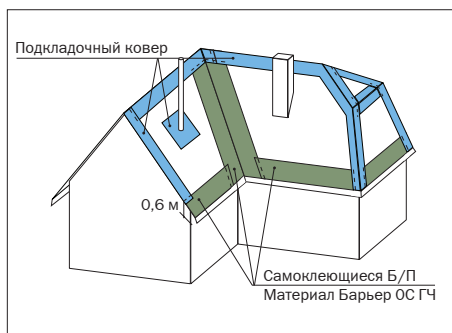 Подкладочный ковер
0,6 м
Самоклеющиеся Б/П
Материал Барьер ОС ГЧ